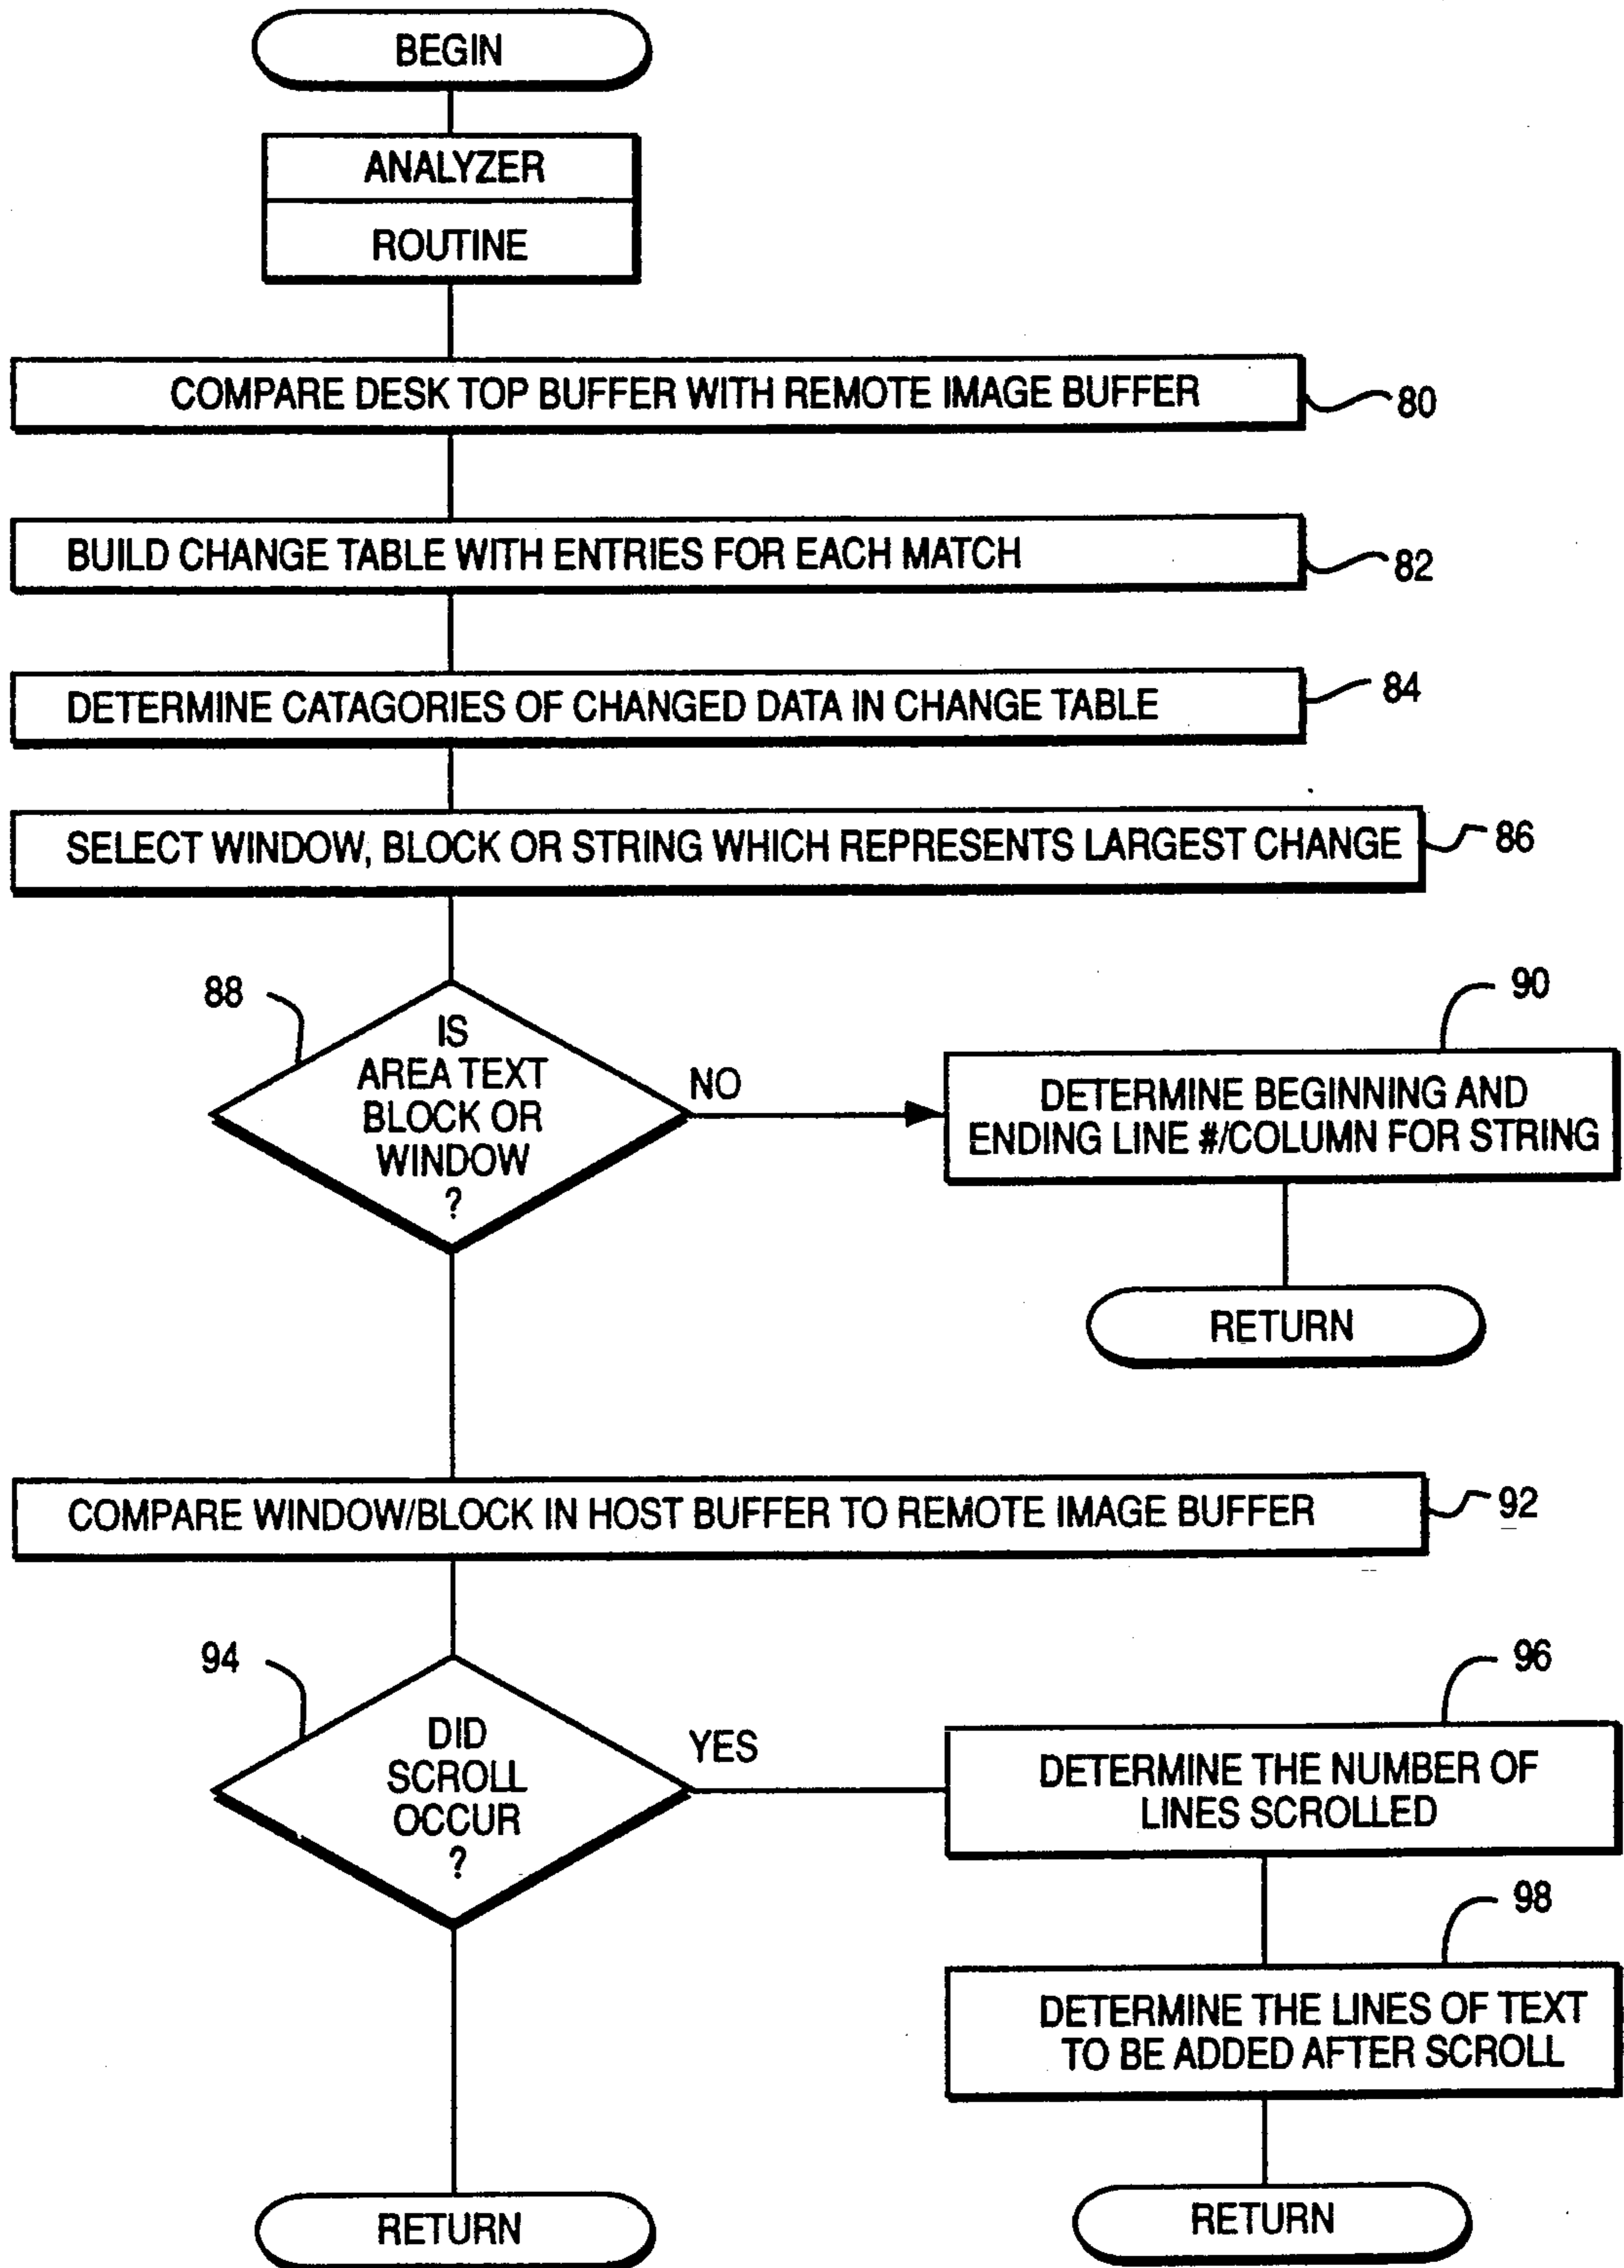 BEGIN
ANALYZER
ROUTINE
COMPARE DESK TOP BUFFER WITH REMOTE IMAGE BUFFER
80
BUILD CHANGE TABLE WITH ENTRIES FOR EACH MATCH
82
DETERMINE CATAGORIES OF CHANGED DATA IN CHANGE TABLE
84
SELECT WINDOW, BLOCK OR STRING WHICH REPRESENTS LARGEST CHANGE
86
88
IS
AREA TEXT
BLOCK OR
WINDOW
?
NO
90
DETERMINE BEGINNING AND
ENDING LINE #/COLUMN FOR STRING
RETURN
COMPARE WINDOW/BLOCK IN HOST BUFFER TO REMOTE IMAGE BUFFER
92
94
DID
SCROLL
OCCUR
?
YES
96
DETERMINE THE NUMBER OF
LINES SCROLLED
98
DETERMINE THE LINES OF TEXT
TO BE ADDED AFTER SCROLL
RETURN
RETURN